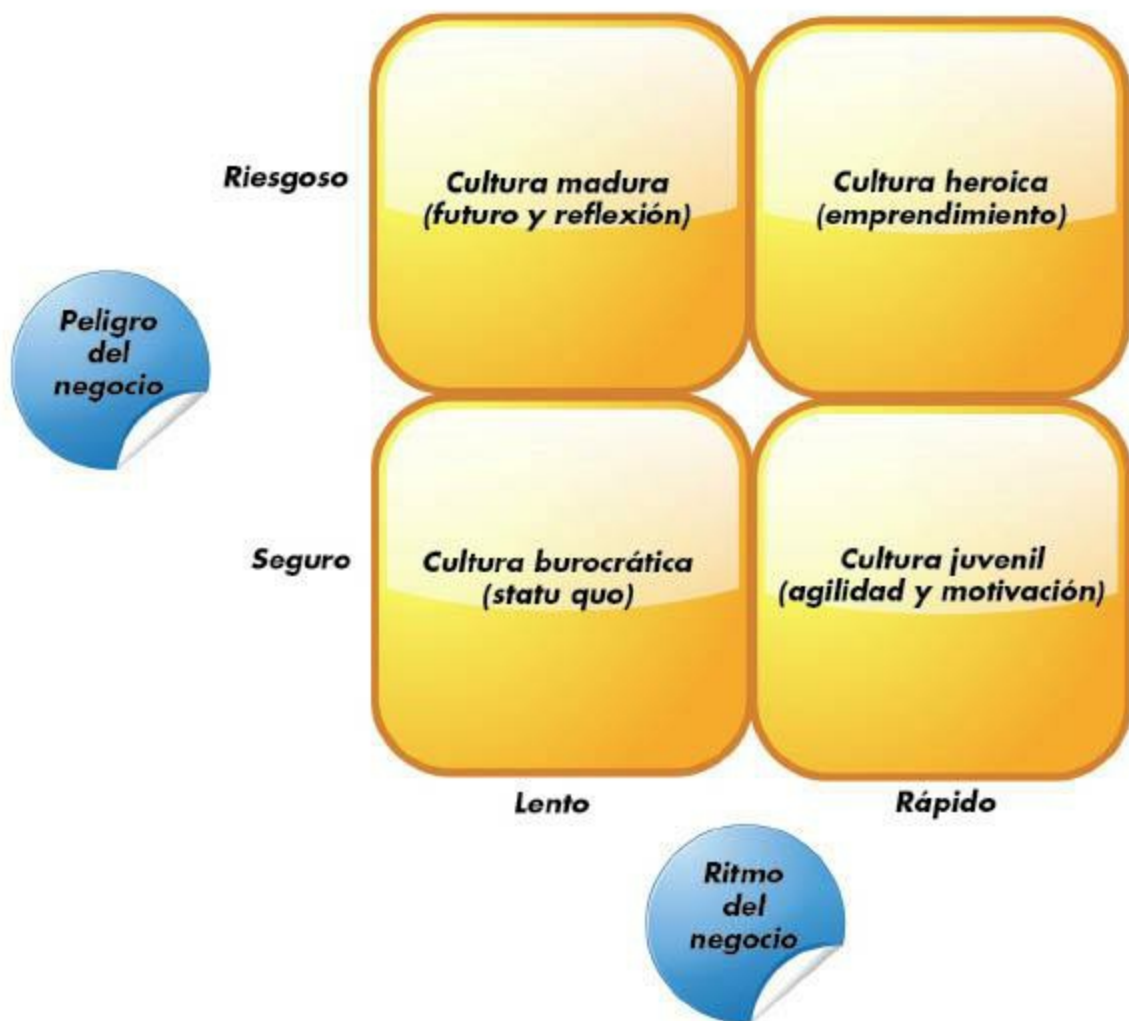 Riesgoso
Cultura madura
(futuro y reflexión)
Cultura heroica
(emprendimiento)
Peligro
del
negocio
Seguro
Cultura burocrática
(statu quo)
Cultura juvenil
(agilidad y motivación)
Lento
Rápido
Ritmo
del
negocio